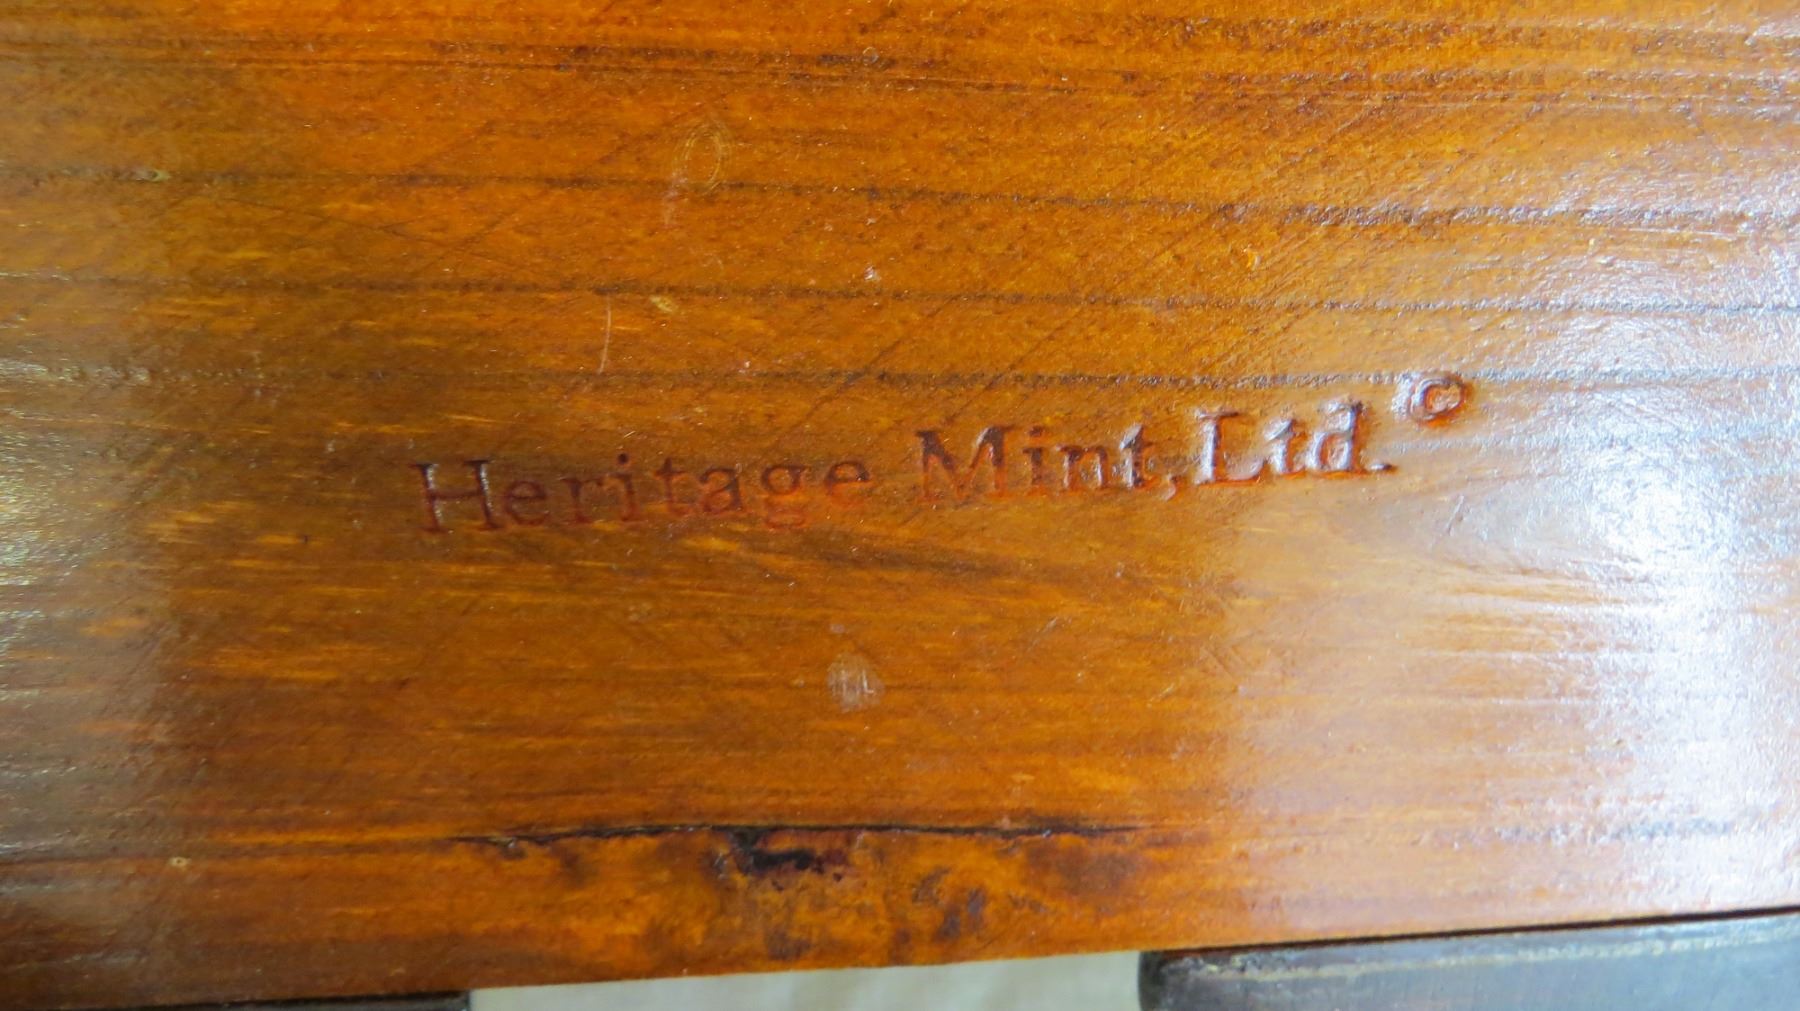 Heritage Mint, Ltd. ©